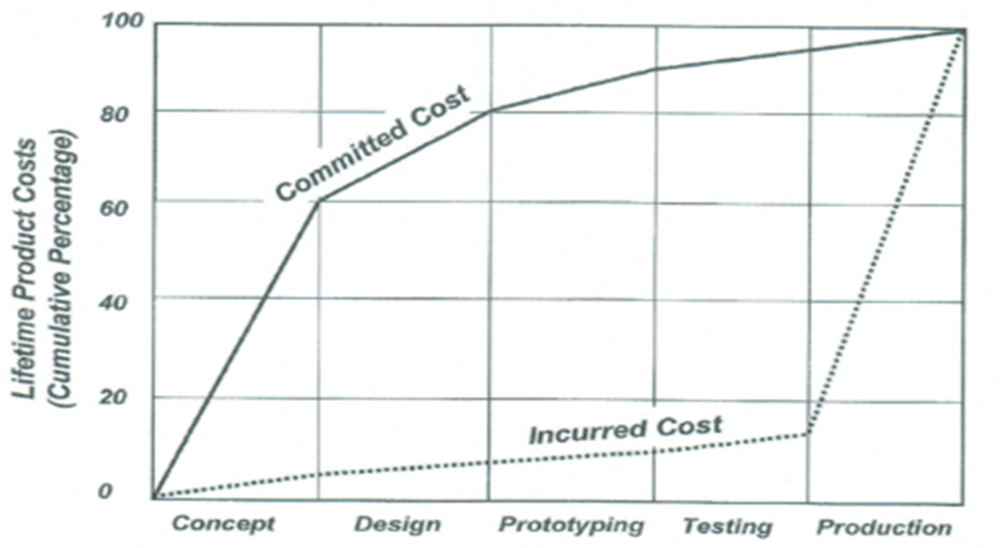 Lifetime Product Costs
(Cumulative Percentage)
100
80
60
40
20
0
Committed Cost
Incurred Cost
Concept
Design
Prototyping
Testing
Production